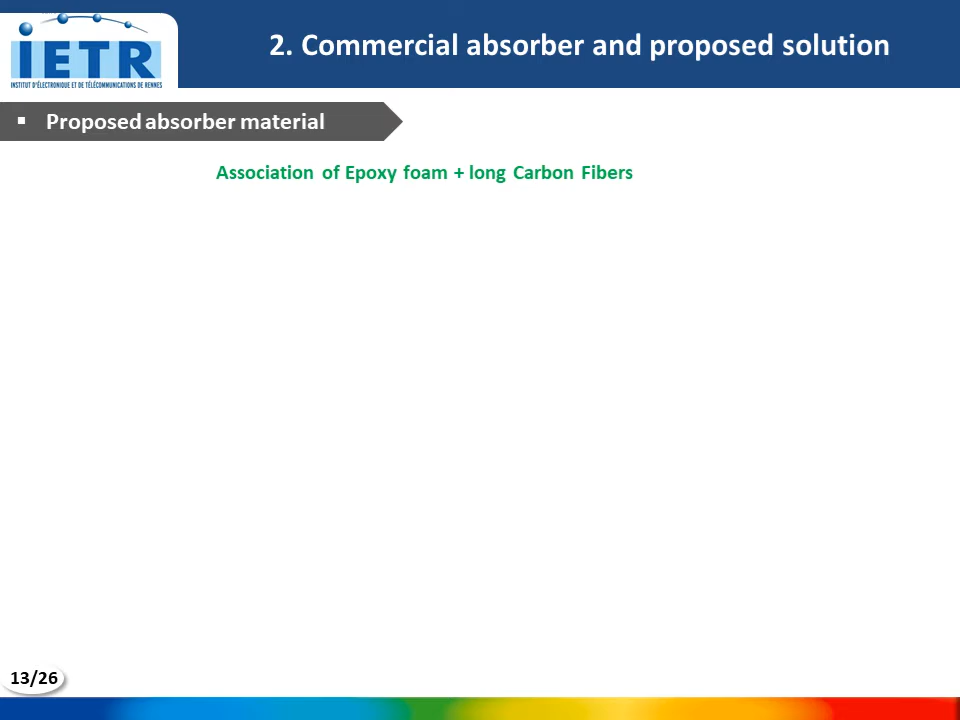 iETR
INSTITUT D'ÉLECTRONIQUE ET DE TÉLÉCOMMUNICATIONS DE RENNES
2. Commercial absorber and proposed solution
▪ Proposed absorber material
Association of Epoxy foam + long Carbon Fibers
13/26